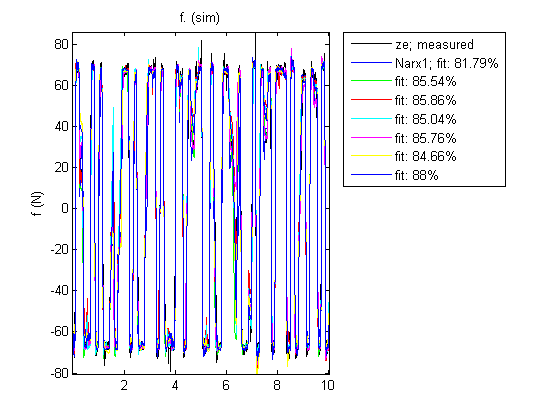 f. (sim)
80
60
40
20
0
-20
-40
-60
-80
f (N)
2
4
6
8
10
ze; measured
Narx1; fit: 81.79%
fit: 85.54%
fit: 85.86%
fit: 85.04%
fit: 85.76%
fit: 84.66%
fit: 88%